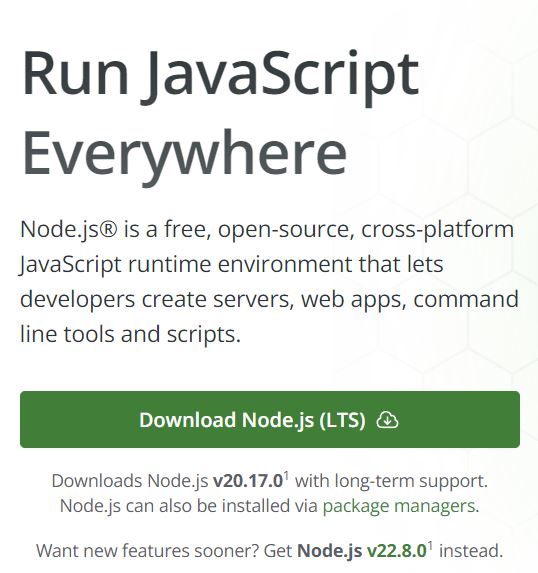 Run JavaScript
Everywhere
Node.js® is a free, open-source, cross-platform
JavaScript runtime environment that lets
developers create servers, web apps, command
line tools and scripts.
Download Node.js (LTS)
Downloads Node.js v20.17.0¹ with long-term support.
Node.js can also be installed via package managers.
Want new features sooner? Get Node.js v22.8.0¹ instead.